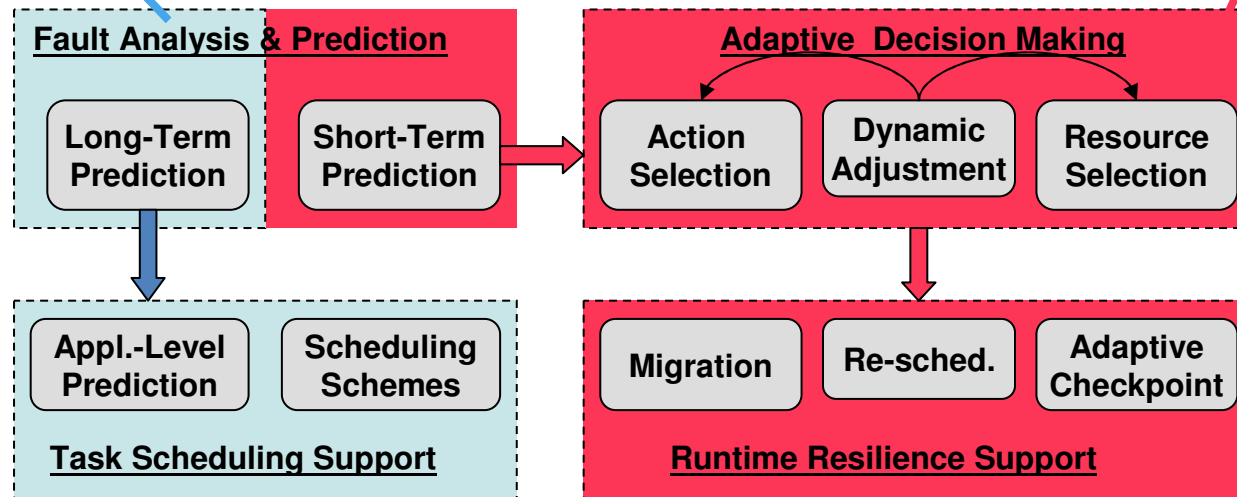 Fault Analysis & Prediction
Long-Term
Prediction
Short-Term
Prediction
Adaptive  Decision Making
Action
Selection
Dynamic
Adjustment
Resource
Selection
Appl.-Level
Prediction
Scheduling
Schemes
Task Scheduling Support
Migration
Re-sched.
Adaptive
Checkpoint
Runtime Resilience Support